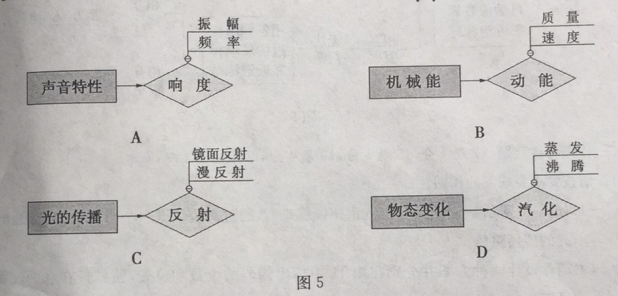 振 幅
频 率
声音特性
响 度
A
质 量
速 度
机 械 能
动 能
B
镜面反射
漫反射
光的传播
反 射
C
蒸 发
沸 腾
物态变化
汽 化
D
图 5